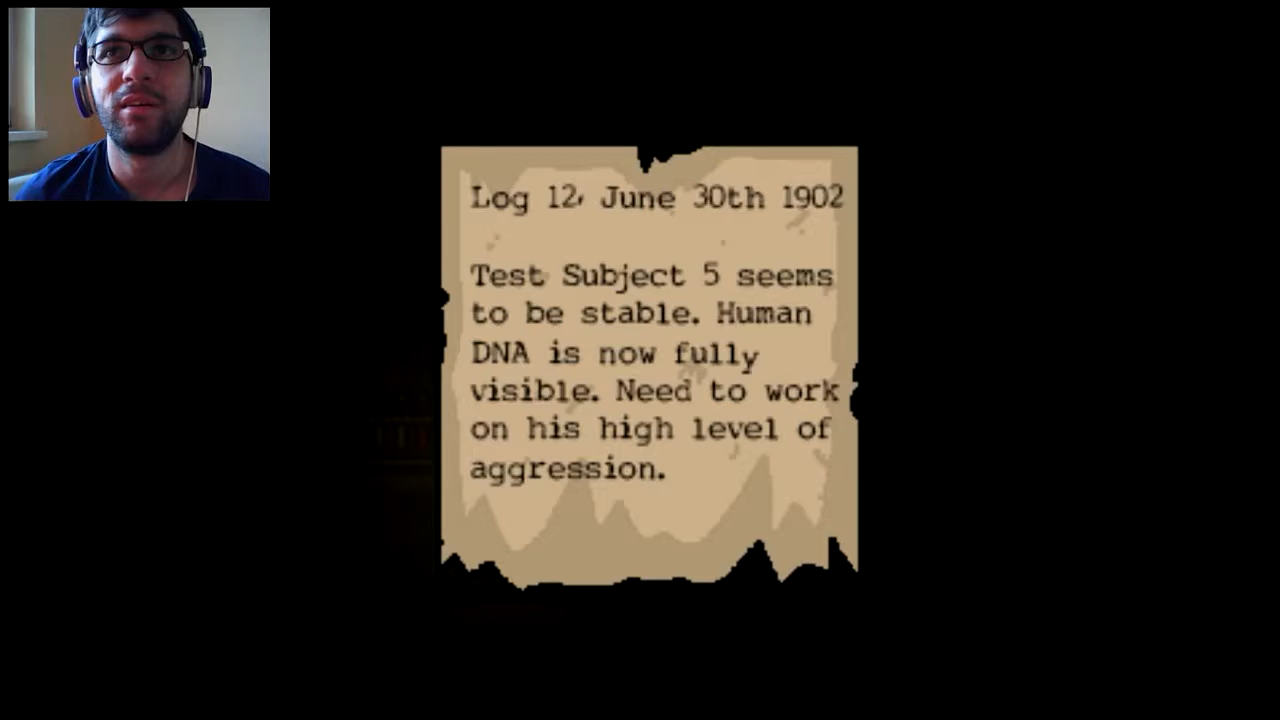 Log 12, June 30th 1902
Test Subject 5 seems
to be stable. Human
DNA is now fully
visible. Need to work
on his high level of
aggression.